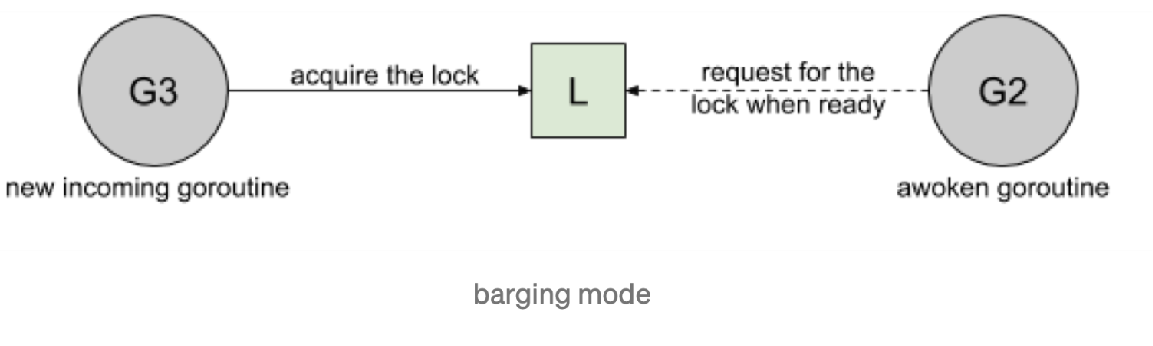 G3
acquire the lock
L
request for the
lock when ready
G2
new incoming goroutine
awoken goroutine
barging mode